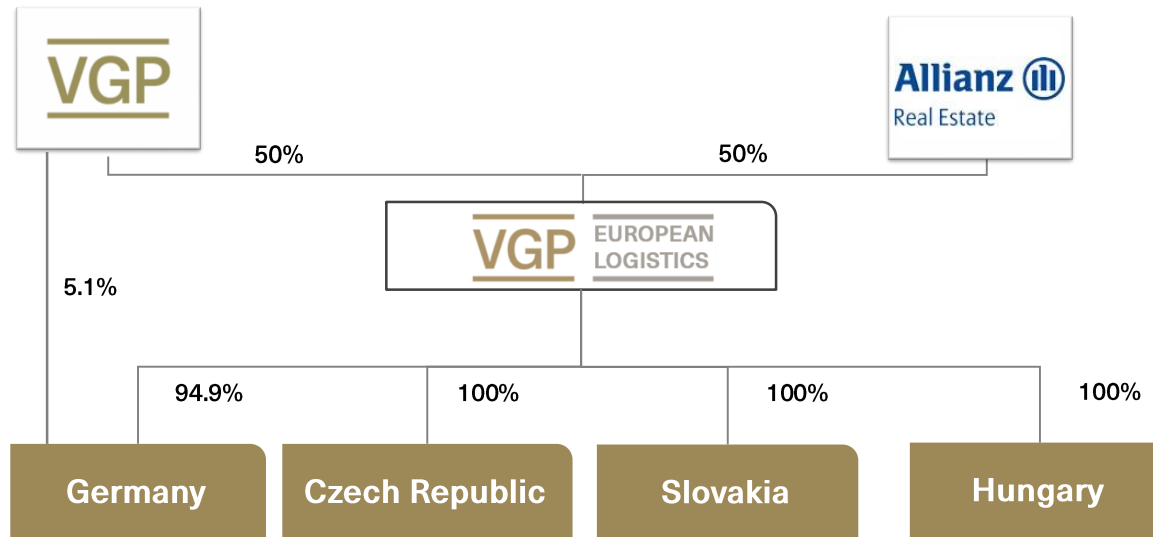 VGP
Allianz
Real Estate
50%
50%
VGP
EUROPEAN
LOGISTICS
5.1%
94.9%
100%
100%
100%
Germany
Czech Republic
Slovakia
Hungary